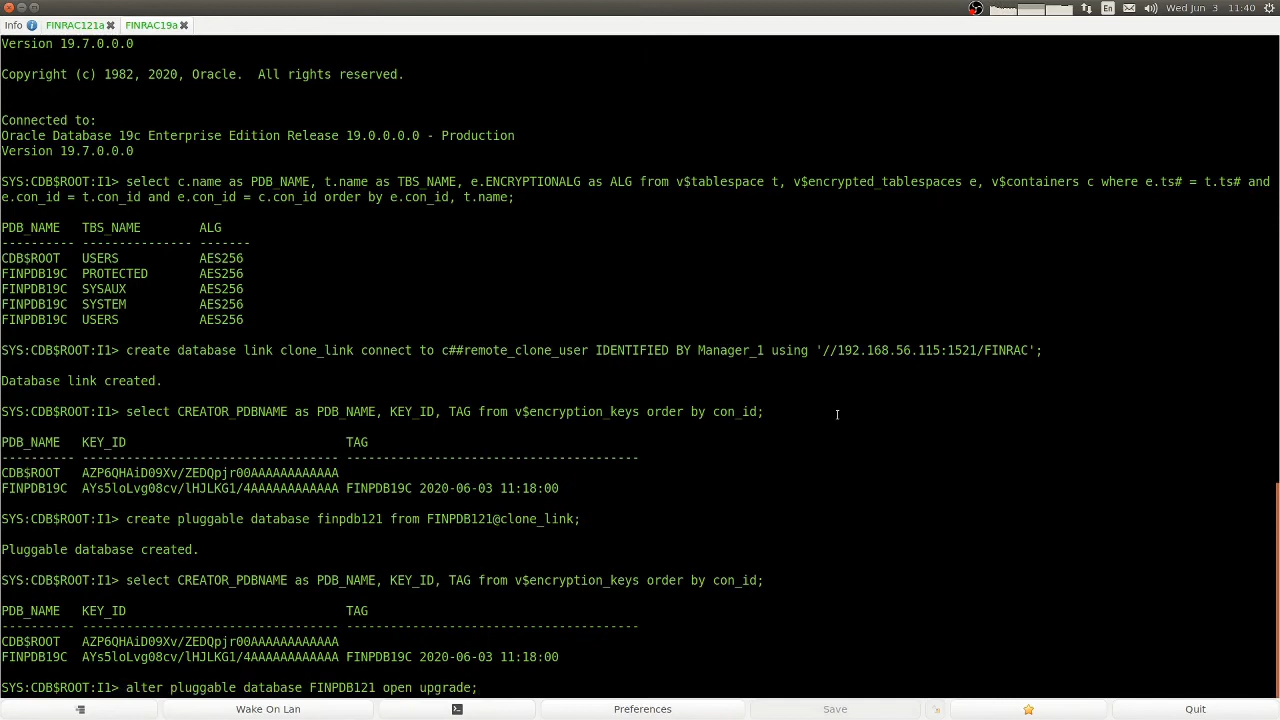 En Wed Jun 3 11:40
Info FINRAC121a FINRAC19a
Version 19.7.0.0.0
Copyright (c) 1982, 2020, Oracle.  All rights reserved.
Connected to:
Oracle Database 19c Enterprise Edition Release 19.0.0.0.0 - Production
Version 19.7.0.0.0
SYS:CDB$ROOT:I1> select c.name as PDB_NAME, t.name as TBS_NAME, e.ENCRYPTIONALG as ALG from v$tablespace t, v$encrypted_tablespaces e, v$containers c where e.ts# = t.ts# and
e.con_id = t.con_id and e.con_id = c.con_id order by e.con_id, t.name;
PDB_NAME   TBS_NAME        ALG
---------- --------------- -------
CDB$ROOT   USERS           AES256
FINPDB19C  PROTECTED       AES256
FINPDB19C  SYSAUX          AES256
FINPDB19C  SYSTEM          AES256
FINPDB19C  USERS           AES256
SYS:CDB$ROOT:I1> create database link clone_link connect to c##remote_clone_user IDENTIFIED BY Manager_1 using '//192.168.56.115:1521/FINRAC';
Database link created.
SYS:CDB$ROOT:I1> select CREATOR_PDBNAME as PDB_NAME, KEY_ID, TAG from v$encryption_keys order by con_id;
PDB_NAME   KEY_ID                              TAG
---------- ----------------------------------- ----------------------------------------
CDB$ROOT   AZP6QHAiD09Xv/ZEDQpjr00AAAAAAAAAAAA
FINPDB19C  AYs5loLvg08cv/lHJLKG1/4AAAAAAAAAAAA FINPDB19C 2020-06-03 11:18:00
SYS:CDB$ROOT:I1> create pluggable database finpdb121 from FINPDB121@clone_link;
Pluggable database created.
SYS:CDB$ROOT:I1> select CREATOR_PDBNAME as PDB_NAME, KEY_ID, TAG from v$encryption_keys order by con_id;
PDB_NAME   KEY_ID                              TAG
---------- ----------------------------------- ----------------------------------------
CDB$ROOT   AZP6QHAiD09Xv/ZEDQpjr00AAAAAAAAAAAA
FINPDB19C  AYs5loLvg08cv/lHJLKG1/4AAAAAAAAAAAA FINPDB19C 2020-06-03 11:18:00
SYS:CDB$ROOT:I1> alter pluggable database FINPDB121 open upgrade;
Wake On Lan Preferences Save Quit